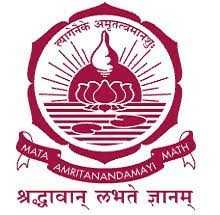 त्यागेनैके अमृतत्वमानशुः
MATA AMRITANANDAMAYI MATH
श्रद्धावान् लभते ज्ञानम्